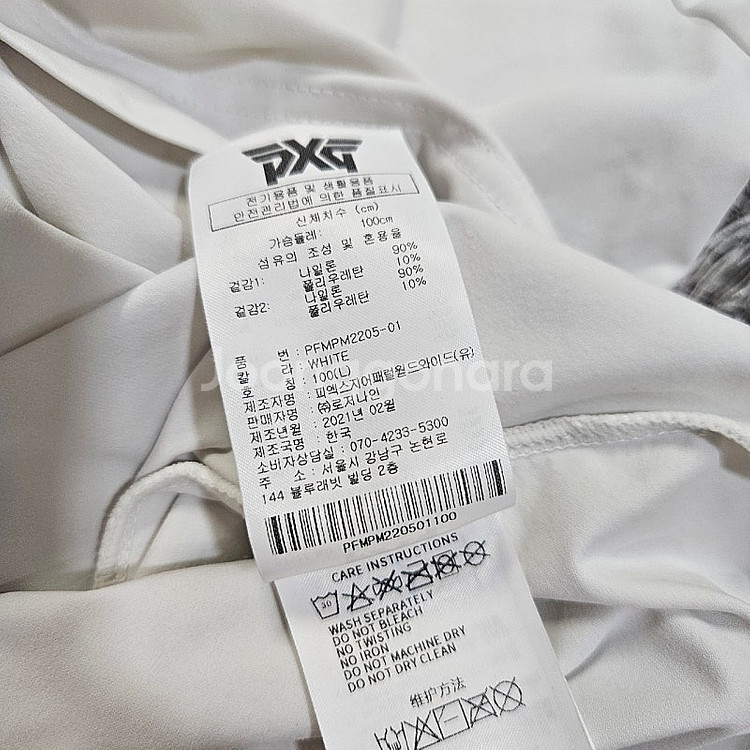 PXG
전기용품 및 생활용품
안전관리법에 의한 품질표시
신체치수 (cm)
가슴둘레: 100cm
섬유의 조성 및 혼용율
겉감1: 나일론 90%
폴리우레탄 10%
겉감2: 나일론 90%
폴리우레탄 10%
품 번 : PFMPM2205-01
칼 라 : WHITE
호 칭 : 100(L)
제조자명 : 피엑스지어패럴월드와이드(유)
판매자명 : ㈜로저나인
제조년월 : 2021년 02월
제조국명 : 한국
소비자상담실 : 070-4233-5300
주 소 : 서울시 강남구 논현로
144 블루래빗 빌딩 2층
PFMPM220501100
Joonggonara
CARE INSTRUCTIONS
30
WASH SEPARATELY
DO NOT BLEACH
NO TWISTING
NO IRON
DO NOT MACHINE DRY
DO NOT DRY CLEAN
维护方法